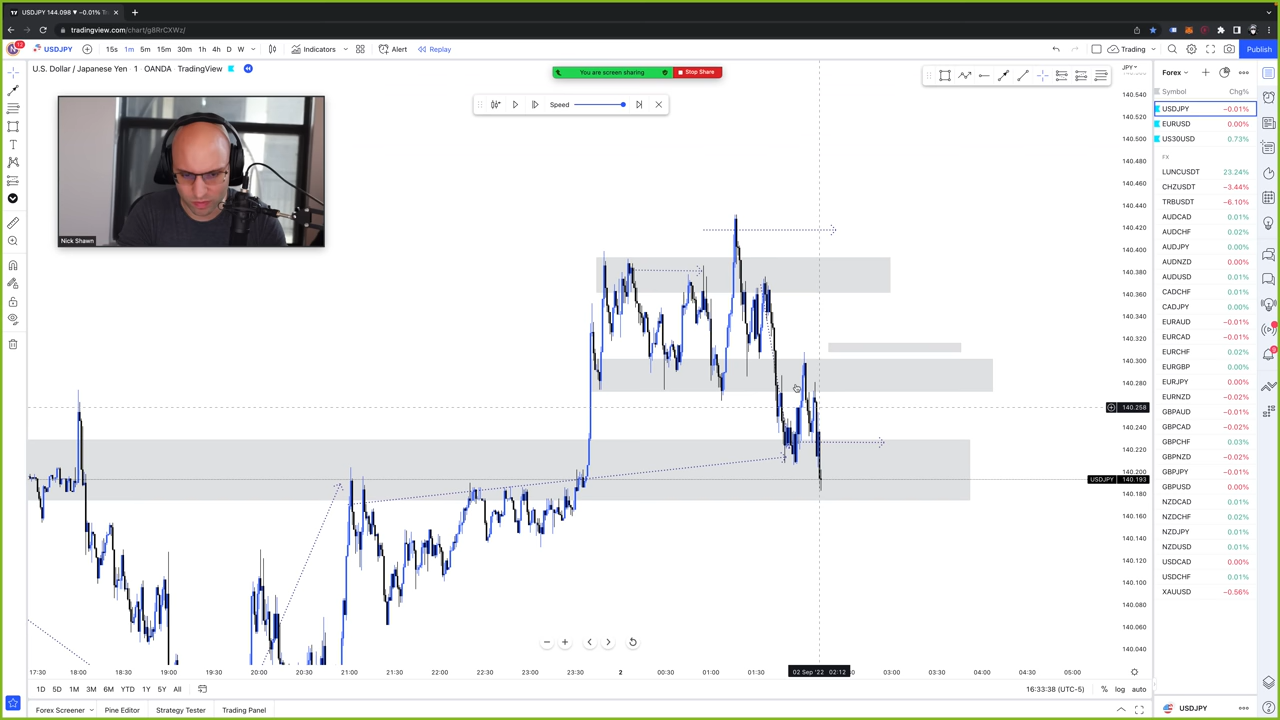 USDJPY 144.098 ▼ −0.01% Tr
tradingview.com/chart/g8RrCXWz/
12
USDJPY
15s 1m 5m 15m 30m 1h 4h D W
Indicators
Alert
Replay
Trading
Publish
U.S. Dollar / Japanese Yen · 1 · OANDA · TradingView
You are screen sharing
Stop Share
Speed
Nick Shawn
JPY
140.540
140.520
140.500
140.480
140.460
140.440
140.420
140.400
140.380
140.360
140.340
140.320
140.300
140.280
140.258
140.240
140.220
140.200
USDJPY 140.193
140.180
140.160
140.140
140.120
140.100
140.080
140.060
140.040
17:30 18:00 18:30 19:00 19:30 20:00 20:30 21:00 21:30 22:00 22:30 23:00 23:30 2 00:30 01:00 01:30 02 Sep '22 02:12 03:00 03:30 04:00 04:30 05:00
1D 5D 1M 3M 6M YTD 1Y 5Y All
16:33:38 (UTC-5) % log auto
Forex Screener Pine Editor Strategy Tester Trading Panel
Forex
Symbol Chg%
USDJPY −0.01%
EURUSD 0.00%
US30USD 0.73%
FX
LUNCUSDT 23.24%
CHZUSDT −3.44%
TRBUSDT −6.10%
AUDCAD 0.01%
AUDCHF 0.02%
AUDJPY 0.00%
AUDNZD 0.00%
AUDUSD 0.01%
CADCHF 0.01%
CADJPY 0.00%
EURAUD −0.01%
EURCAD −0.01%
EURCHF 0.02%
EURGBP 0.00%
EURJPY 0.00%
EURNZD −0.02%
GBPAUD −0.01%
GBPCAD −0.02%
GBPCHF 0.03%
GBPNZD −0.02%
GBPJPY −0.01%
GBPUSD 0.00%
NZDCAD 0.01%
NZDCHF 0.02%
NZDJPY 0.01%
NZDUSD 0.01%
USDCAD 0.00%
USDCHF 0.01%
XAUUSD −0.56%
USDJPY